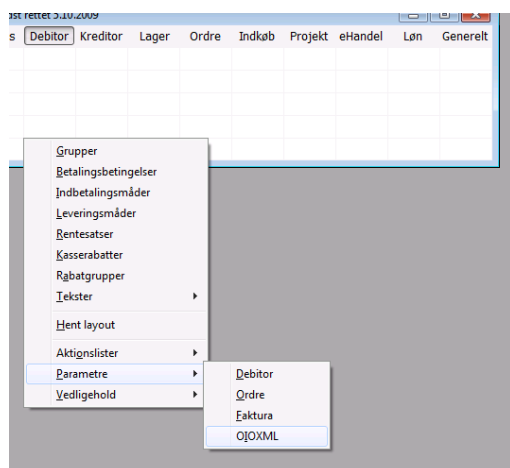 rettet 5.10.2009
s Debitor Kreditor Lager Ordre Indkøb Projekt eHandel Løn Generelt
Grupper
Betalingsbetingelser
Indbetalingsmåder
Leveringsmåder
Rentesatser
Kasserabatter
Rabatgrupper
Tekster
Hent layout
Aktionslister
Parametre
Vedligehold
Debitor
Ordre
Faktura
OIOXML